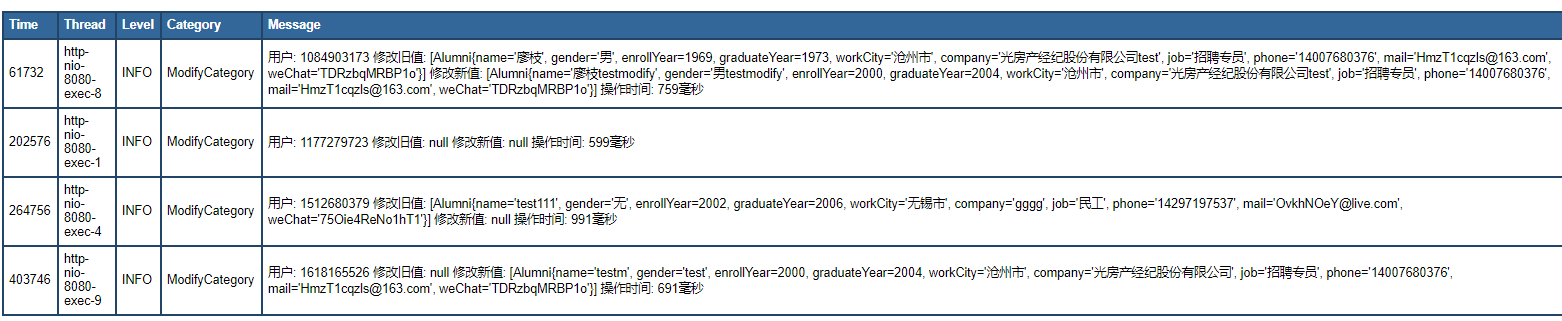 Time Thread Level Category Message
61732
http-
nio-
8080-
exec-8
INFO
ModifyCategory
用户: 1084903173 修改旧值: [Alumni{name='廖枝', gender='男', enrollYear=1969, graduateYear=1973, workCity='沧州市', company='光房产经纪股份有限公司test', job='招聘专员', phone='14007680376', mail='HmzT1cqzls@163.com',
weChat='TDRzbqMRBP1o'}] 修改新值: [Alumni{name='廖枝testmodify', gender='男testmodify', enrollYear=2000, graduateYear=2004, workCity='沧州市', company='光房产经纪股份有限公司test', job='招聘专员', phone='14007680376',
mail='HmzT1cqzls@163.com', weChat='TDRzbqMRBP1o'}] 操作时间: 759毫秒
202576
http-
nio-
8080-
exec-1
INFO
ModifyCategory
用户: 1177279723 修改旧值: null 修改新值: null 操作时间: 599毫秒
264756
http-
nio-
8080-
exec-4
INFO
ModifyCategory
用户: 1512680379 修改旧值: [Alumni{name='test111', gender='无', enrollYear=2002, graduateYear=2006, workCity='无锡市', company='gggg', job='民工', phone='14297197537', mail='OvkhNOeY@live.com',
weChat='75Oie4ReNo1hT1'}] 修改新值: null 操作时间: 991毫秒
403746
http-
nio-
8080-
exec-9
INFO
ModifyCategory
用户: 1618165526 修改旧值: null 修改新值: [Alumni{name='testm', gender='test', enrollYear=2000, graduateYear=2004, workCity='沧州市', company='光房产经纪股份有限公司', job='招聘专员', phone='14007680376',
mail='HmzT1cqzls@163.com', weChat='TDRzbqMRBP1o'}] 操作时间: 691毫秒